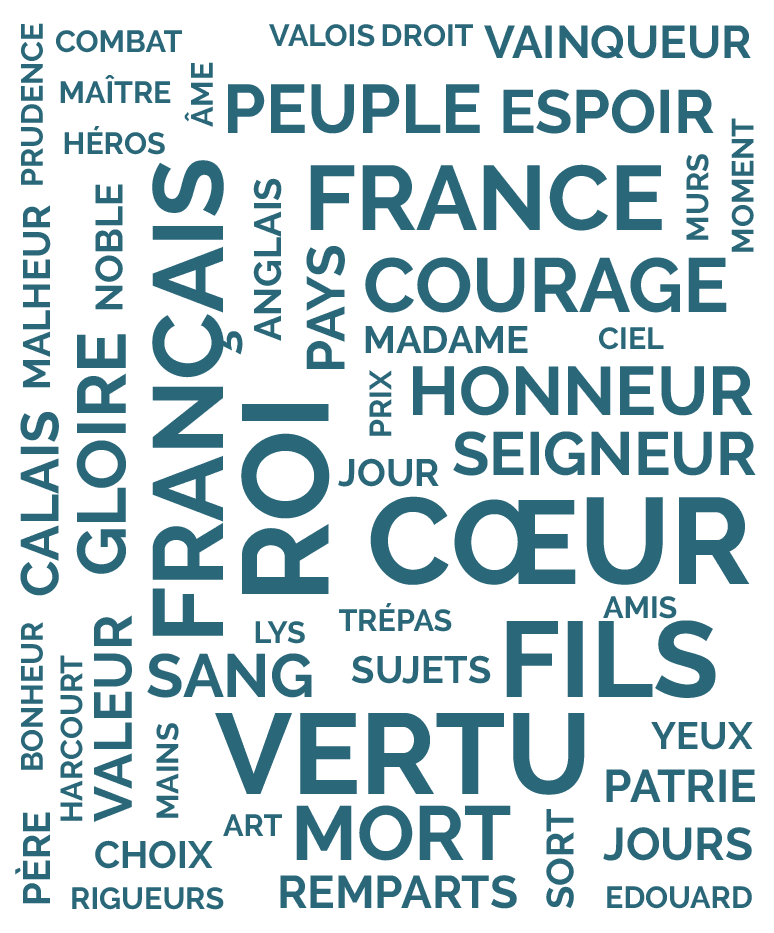 PRUDENCE
COMBAT
VALOIS
DROIT
VAINQUEUR
MAÎTRE
ÂME
PEUPLE
ESPOIR
HÉROS
FRANCE
MURS
MOMENT
MALHEUR
NOBLE
FRANÇAIS
ANGLAIS
PAYS
COURAGE
MADAME
CIEL
GLOIRE
PRIX
HONNEUR
CALAIS
ROI
JOUR
SEIGNEUR
CŒUR
AMIS
LYS
TRÉPAS
FILS
BONHEUR
HARCOURT
VALEUR
SANG
SUJETS
MAINS
VERTU
YEUX
PATRIE
PÈRE
CHOIX
ART
MORT
SORT
JOURS
RIGUEURS
REMPARTS
EDOUARD